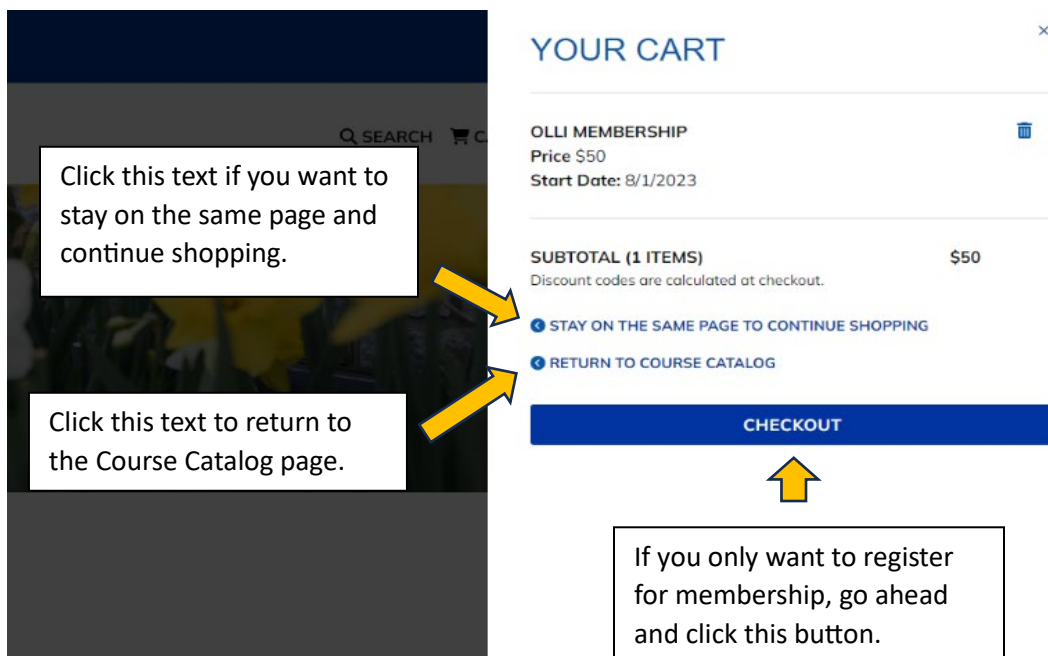 YOUR CART
×
SEARCH
OLLI MEMBERSHIP
Price $50
Start Date: 8/1/2023
Click this text if you want to
stay on the same page and
continue shopping.
SUBTOTAL (1 ITEMS) $50
Discount codes are calculated at checkout.
STAY ON THE SAME PAGE TO CONTINUE SHOPPING
RETURN TO COURSE CATALOG
Click this text to return to
the Course Catalog page.
CHECKOUT
If you only want to register
for membership, go ahead
and click this button.